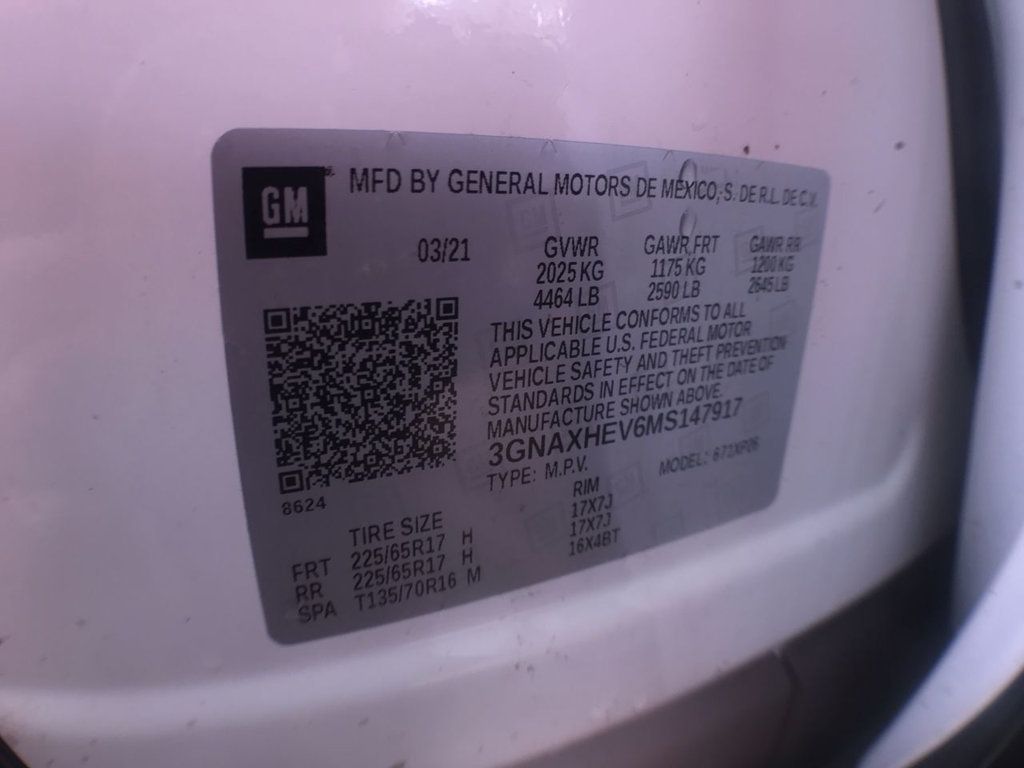 GM
MFD BY GENERAL MOTORS DE MEXICO, S. DE R.L. DE C.V.
03/21 GVWR GAWR FRT GAWR RR
2025 KG 1175 KG 1200 KG
4464 LB 2590 LB 2645 LB
THIS VEHICLE CONFORMS TO ALL
APPLICABLE U.S. FEDERAL MOTOR
VEHICLE SAFETY AND THEFT PREVENTION
STANDARDS IN EFFECT ON THE DATE OF
MANUFACTURE SHOWN ABOVE.
3GNAXHEV6MS147917
TYPE: M.P.V. MODEL:
8624
TIRE SIZE RIM
FRT 225/65R17 H 17X7J
RR 225/65R17 H 17X7J
SPA T135/70R16 M 16X4BT